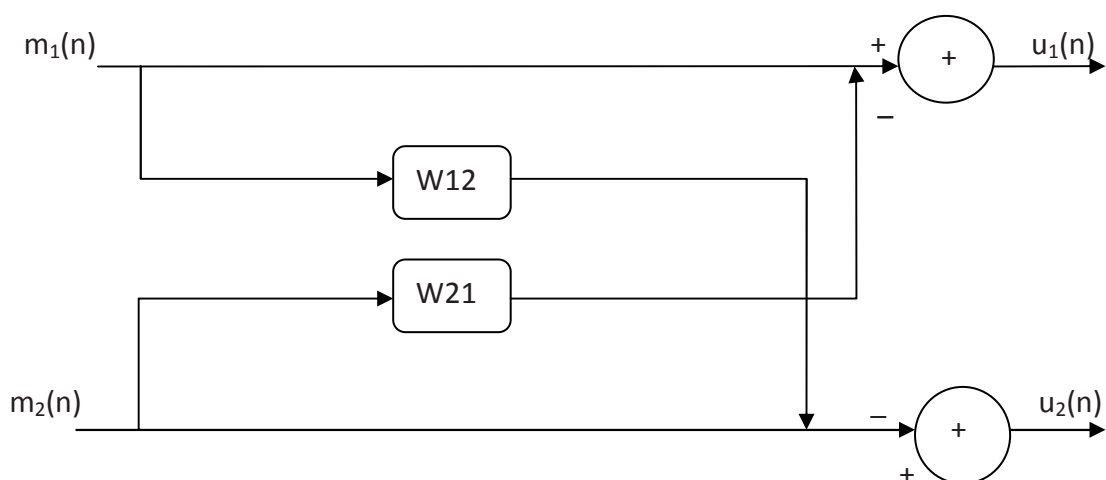 m₁(n)
+
+
u₁(n)
–
W12
W21
m₂(n)
–
+
u₂(n)
+